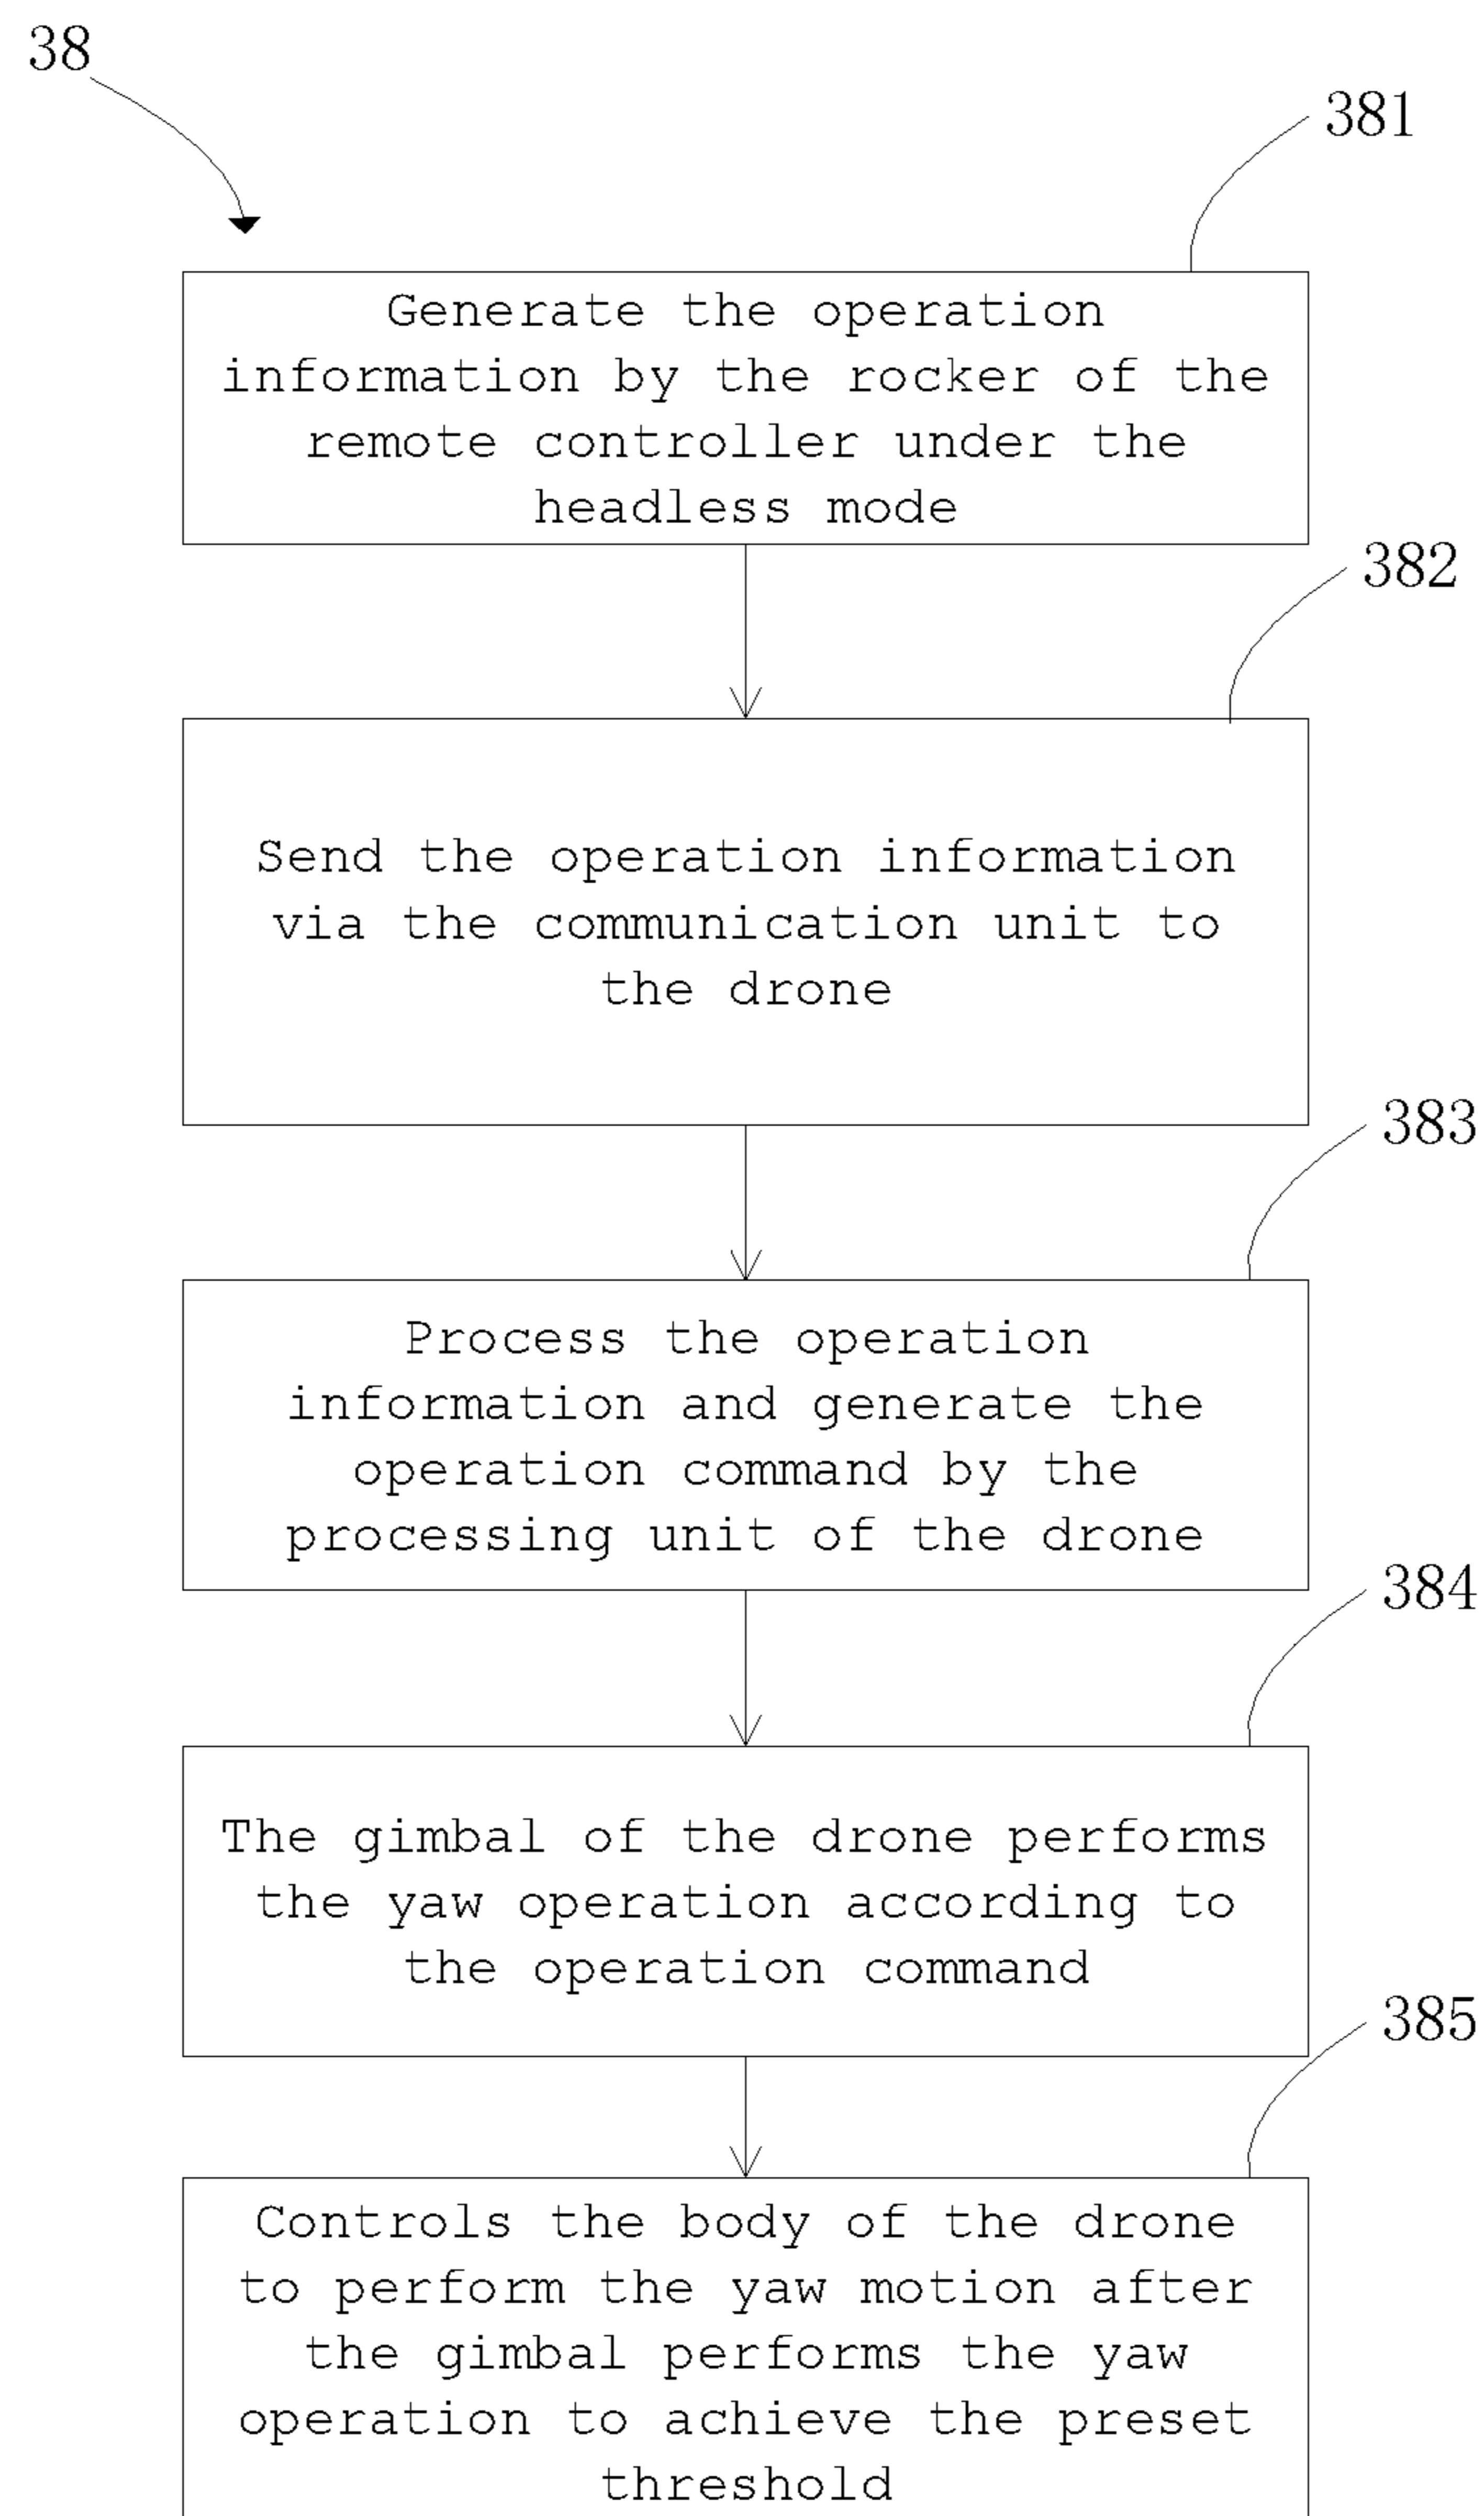 38
381
Generate the operation
information by the rocker of the
remote controller under the
headless mode
382
Send the operation information
via the communication unit to
the drone
383
Process the operation
information and generate the
operation command by the
processing unit of the drone
384
The gimbal of the drone performs
the yaw operation according to
the operation command
385
Controls the body of the drone
to perform the yaw motion after
the gimbal performs the yaw
operation to achieve the preset
threshold